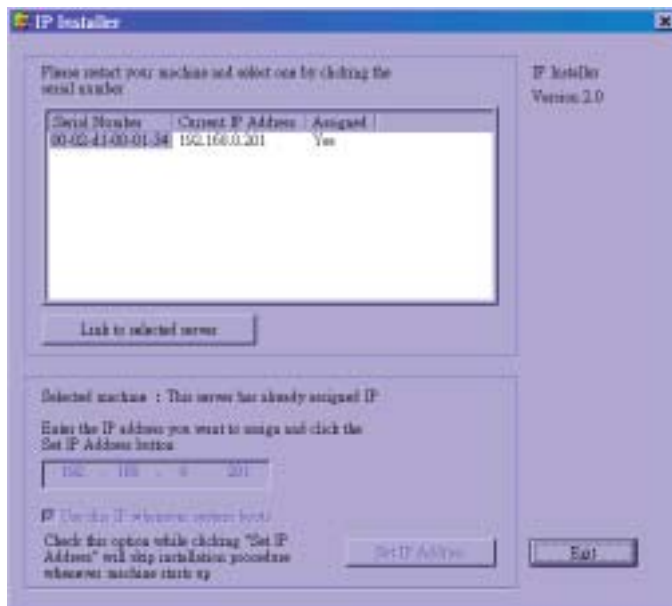 IP Installer
Please restart your machine and select one by clicking the
serial number
IP Installer
Version 2.0
Serial Number Current IP Address Assigned
00-02-d1-00-01-34 192.168.0.201 Yes
Link to selected server
Selected machine : This server has already assigned IP
Enter the IP address you want to assign and click the
Set IP Address button
192 . 168 . 0 . 201
Use this IP whenever system boots
Check this option while clicking "Set IP
Address" will skip installation procedure
whenever machine starts up
Set IP Address
Exit